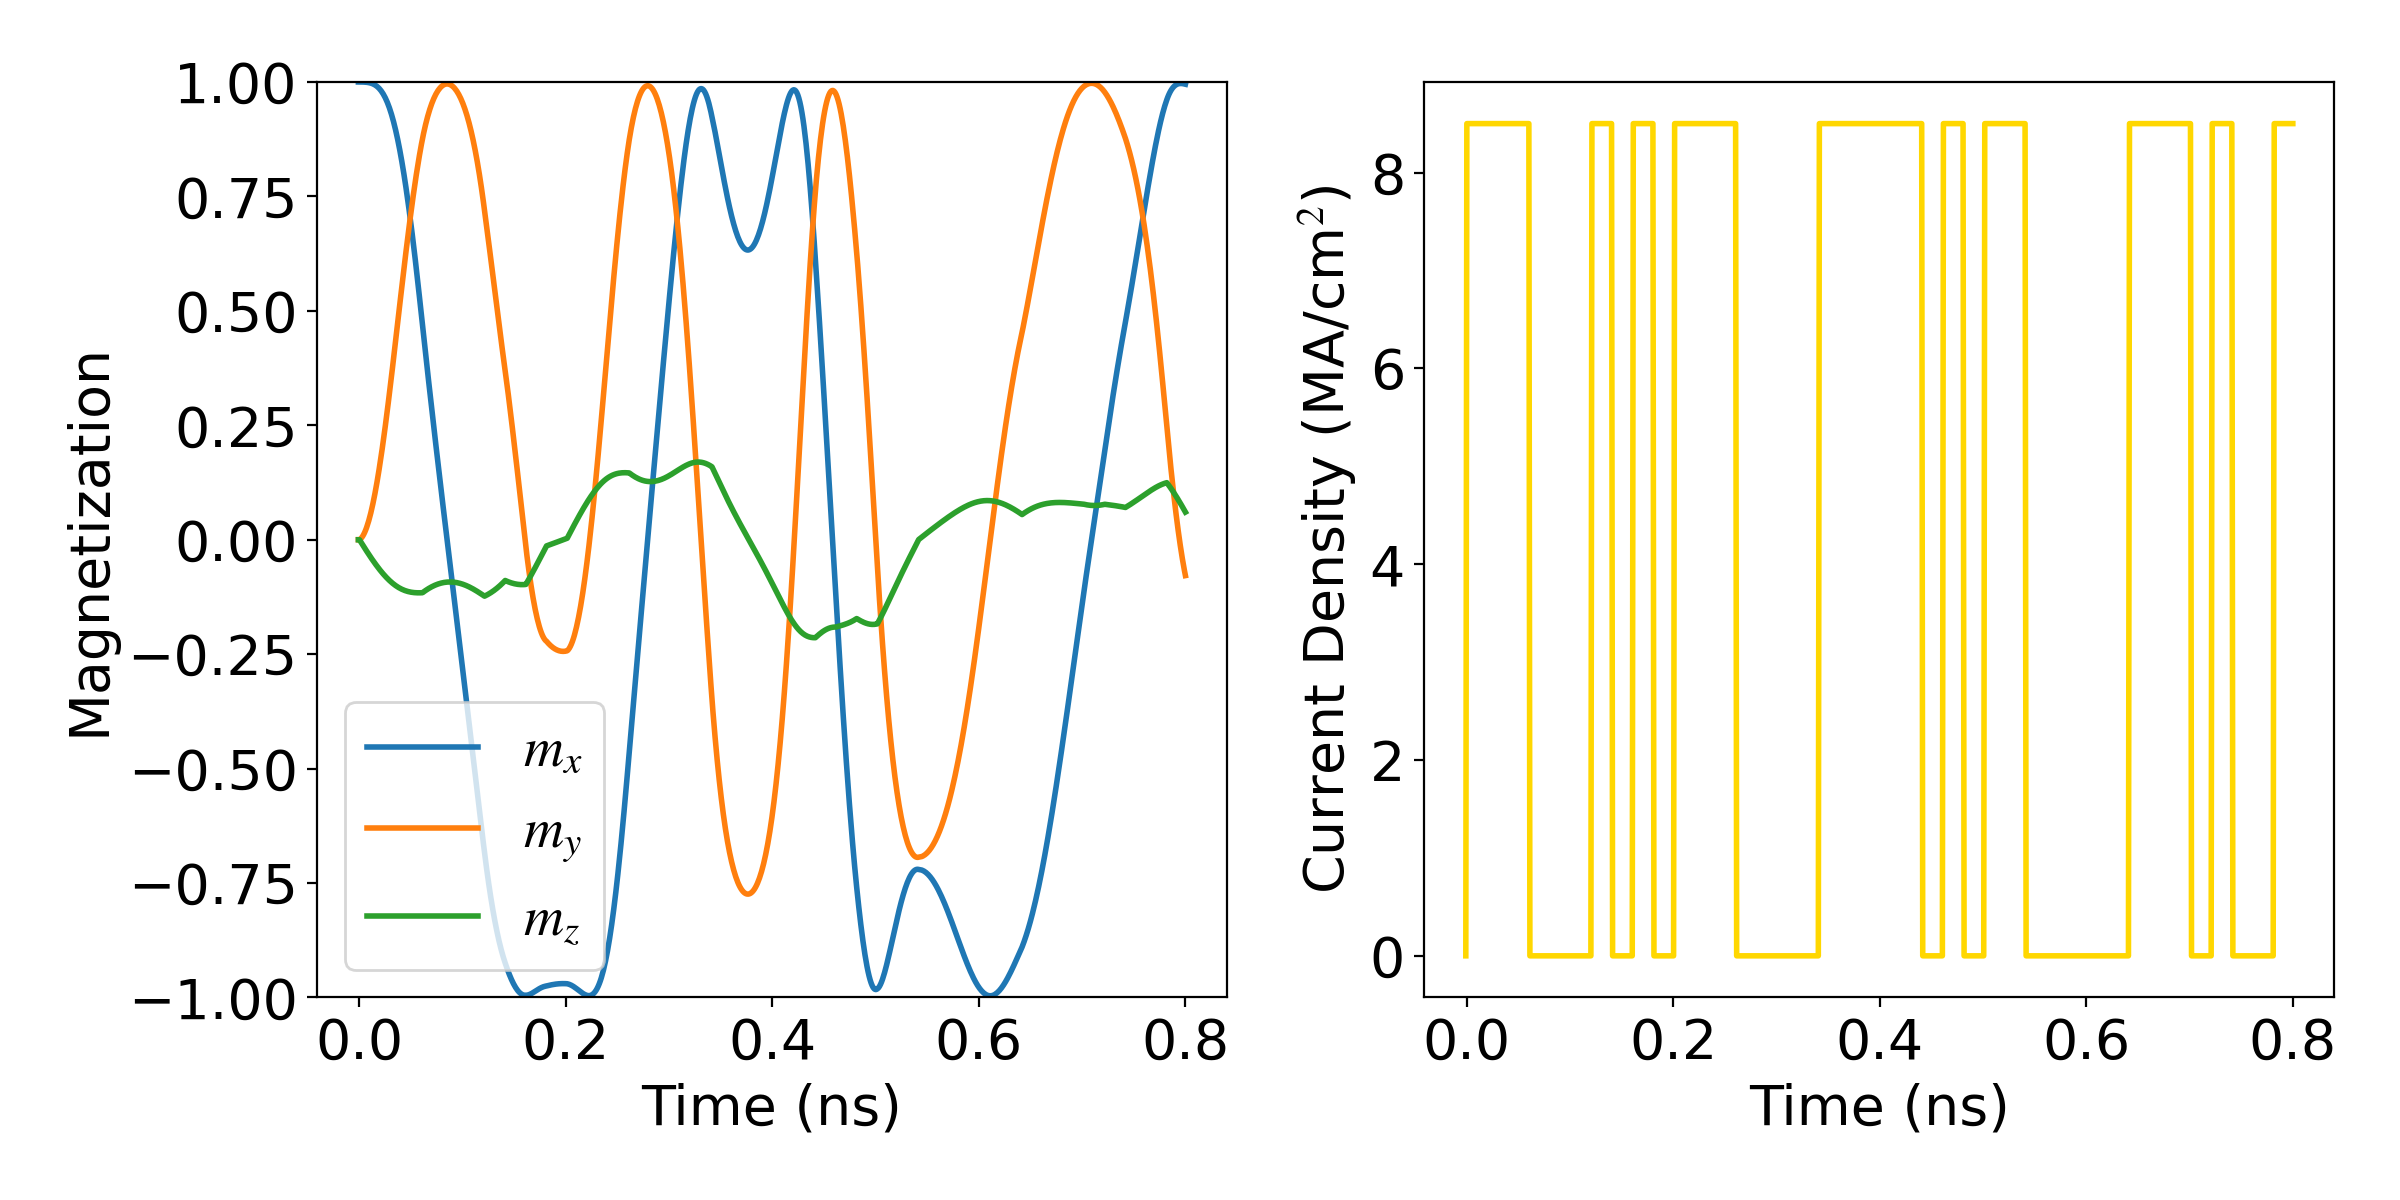 1.00
0.75
0.50
0.25
0.00
−0.25
−0.50
−0.75
−1.00
Magnetization
m_x
m_y
m_z
0.0 0.2 0.4 0.6 0.8
Time (ns)
8
6
4
2
0
Current Density (MA/cm²)
0.0 0.2 0.4 0.6 0.8
Time (ns)